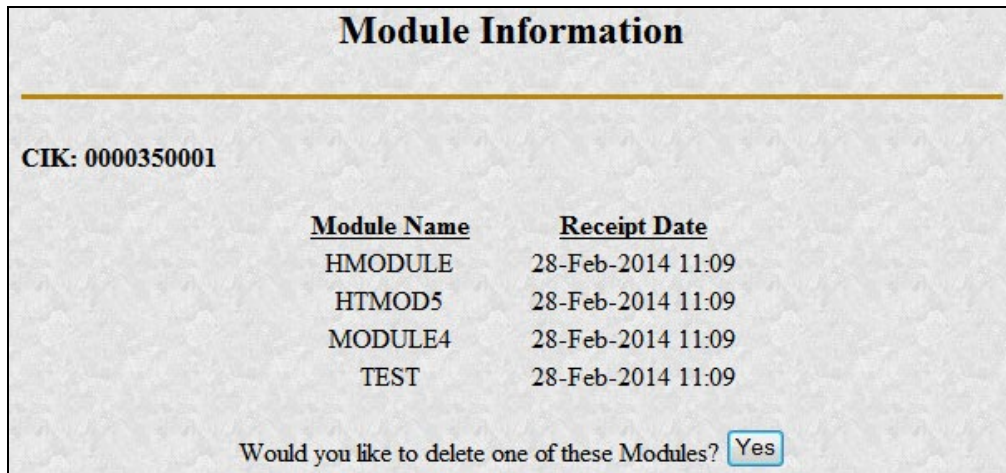 Module Information
CIK: 0000350001
Module Name Receipt Date
HMODULE 28-Feb-2014 11:09
HTMOD5 28-Feb-2014 11:09
MODULE4 28-Feb-2014 11:09
TEST 28-Feb-2014 11:09
Would you like to delete one of these Modules? Yes